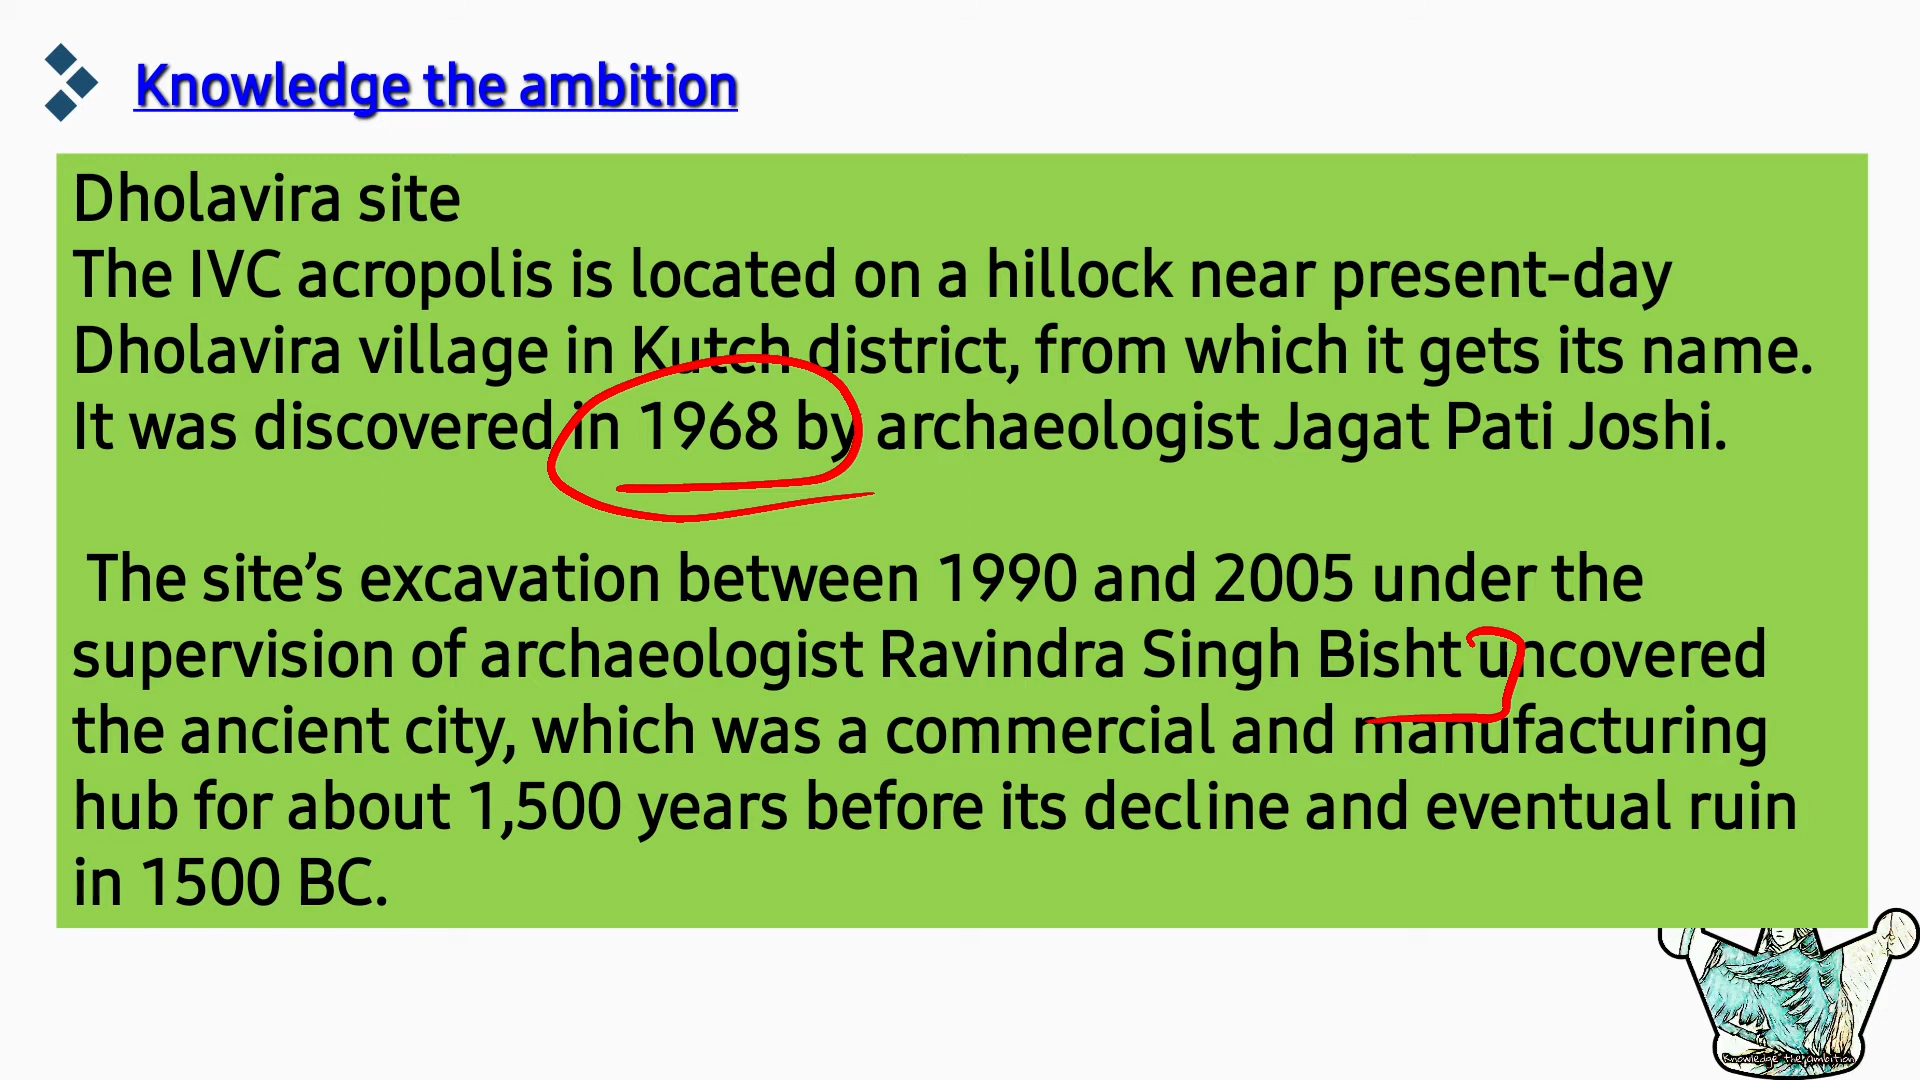 Knowledge the ambition
Dholavira site
The IVC acropolis is located on a hillock near present-day
Dholavira village in Kutch district, from which it gets its name.
It was discovered in 1968 by archaeologist Jagat Pati Joshi.
The site’s excavation between 1990 and 2005 under the
supervision of archaeologist Ravindra Singh Bisht uncovered
the ancient city, which was a commercial and manufacturing
hub for about 1,500 years before its decline and eventual ruin
in 1500 BC.
Knowledge the ambition